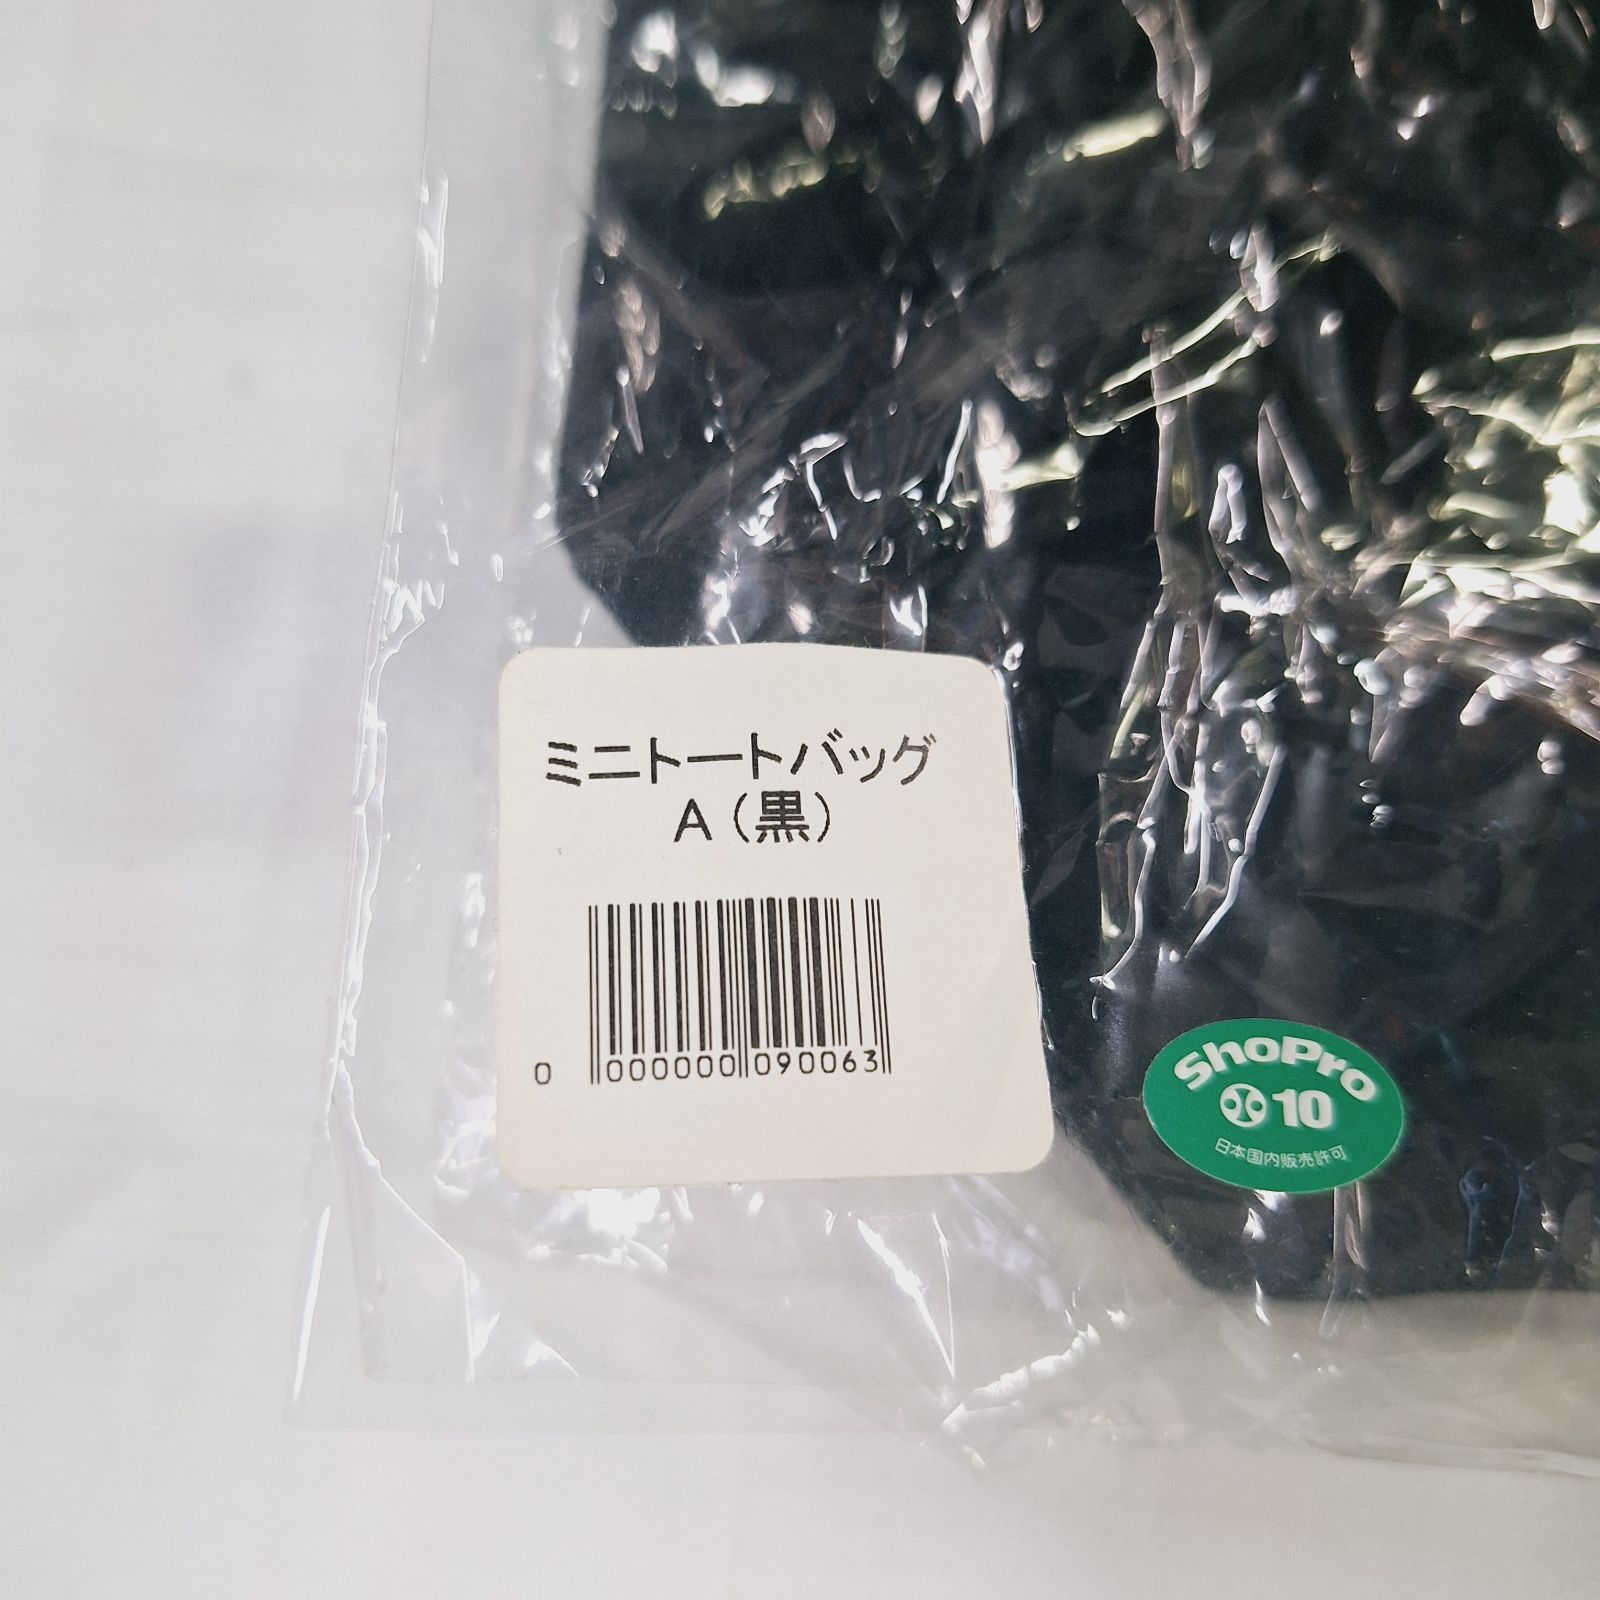 ミニトートバッグ
A（黒）
0 000000 090063
ShoPro
10
日本国内販売許可